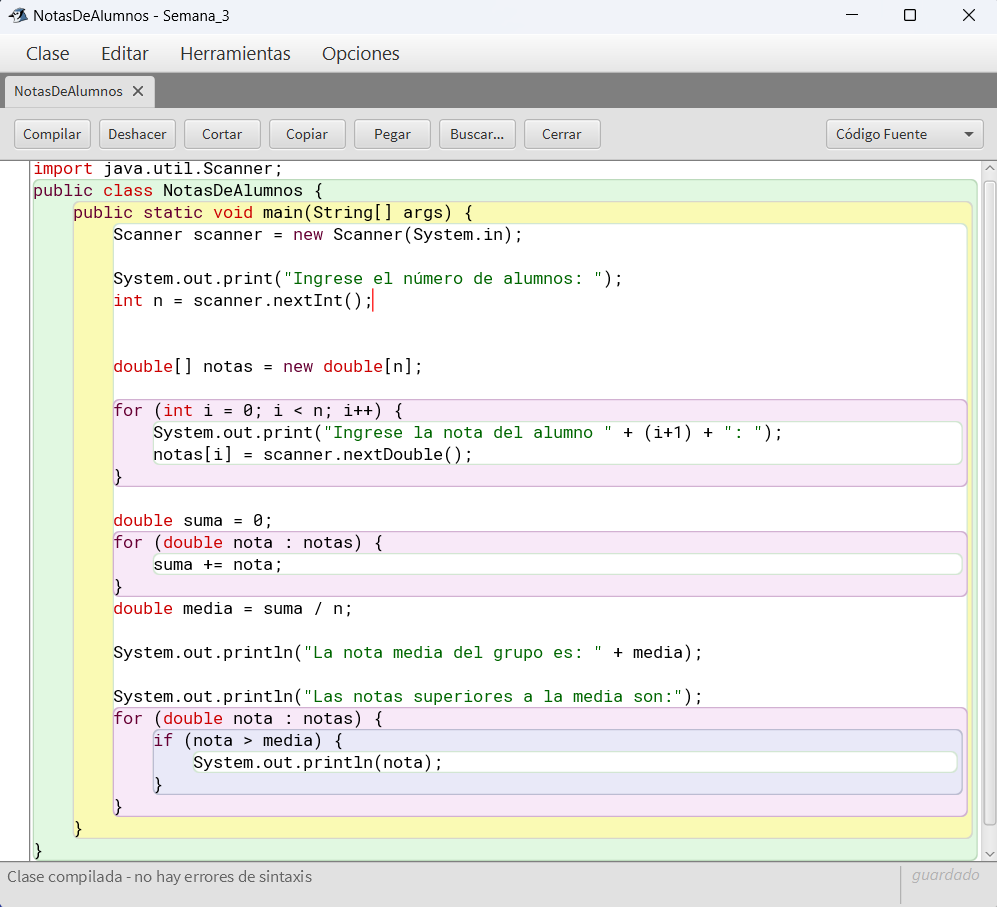 NotasDeAlumnos - Semana_3
Clase Editar Herramientas Opciones
NotasDeAlumnos
Compilar Deshacer Cortar Copiar Pegar Buscar... Cerrar Código Fuente
import java.util.Scanner;
public class NotasDeAlumnos {
    public static void main(String[] args) {
        Scanner scanner = new Scanner(System.in);
        System.out.print("Ingrese el número de alumnos: ");
        int n = scanner.nextInt();
        double[] notas = new double[n];
        for (int i = 0; i < n; i++) {
            System.out.print("Ingrese la nota del alumno " + (i+1) + ": ");
            notas[i] = scanner.nextDouble();
        }
        double suma = 0;
        for (double nota : notas) {
            suma += nota;
        }
        double media = suma / n;
        System.out.println("La nota media del grupo es: " + media);
        System.out.println("Las notas superiores a la media son:");
        for (double nota : notas) {
            if (nota > media) {
                System.out.println(nota);
            }
        }
    }
}
Clase compilada - no hay errores de sintaxis
guardado